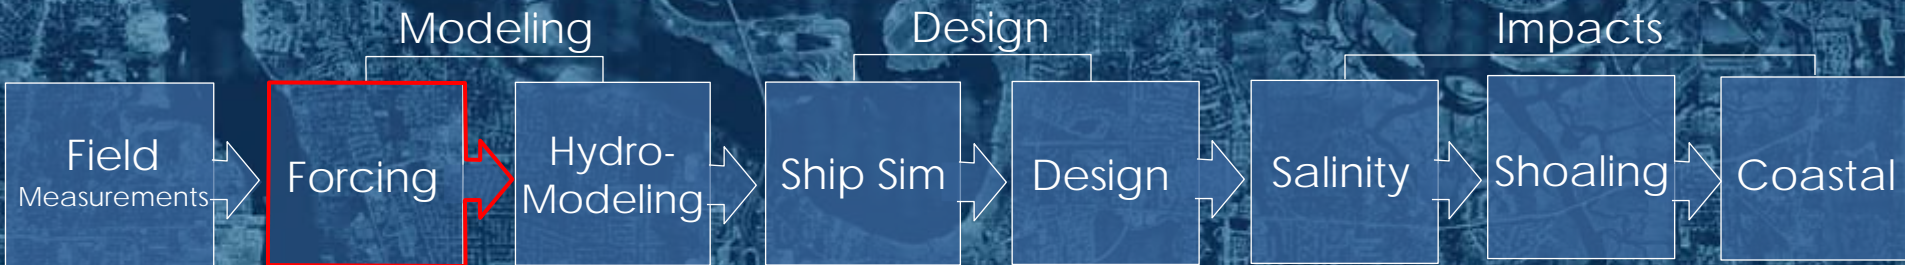 Modeling
Design
Impacts
Field
Measurements
Forcing
Hydro-
Modeling
Ship Sim
Design
Salinity
Shoaling
Coastal